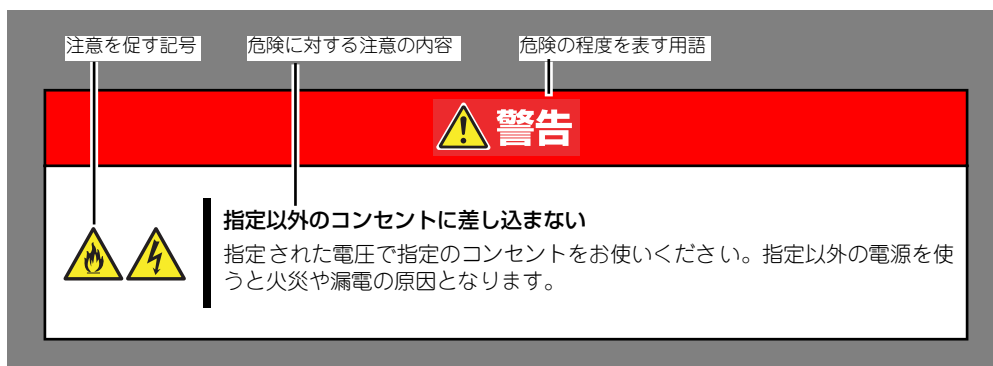 注意を促す記号
危険に対する注意の内容
危険の程度を表す用語
警告
指定以外のコンセントに差し込まない
指定された電圧で指定のコンセントをお使いください。指定以外の電源を使
うと火災や漏電の原因となります。